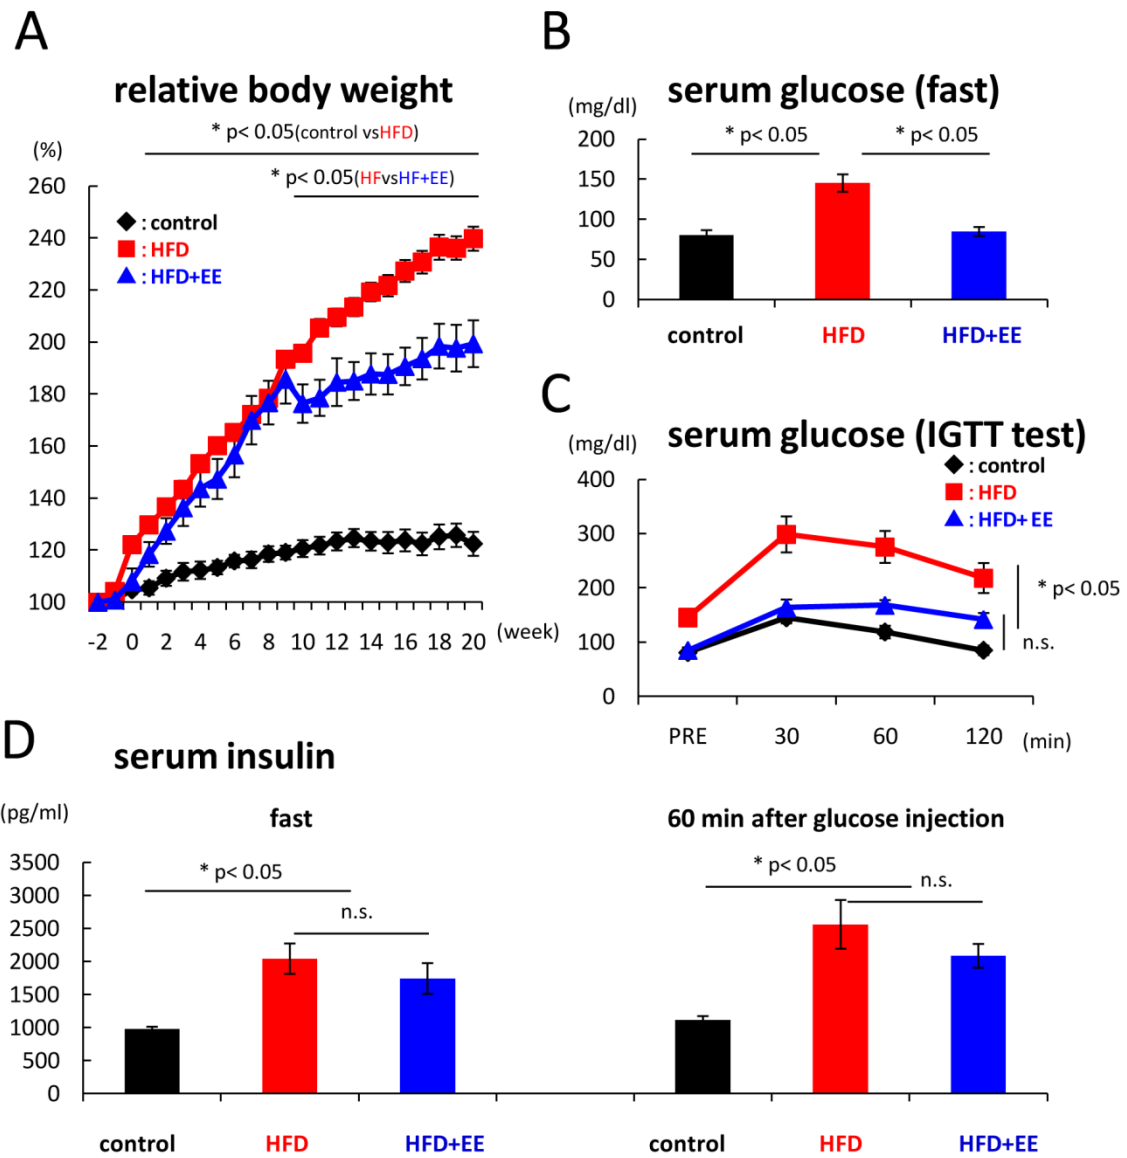 A
relative body weight
* p< 0.05(control vsHFD)
(%)
* p< 0.05(HFvsHF+EE)
260
240
220
200
180
160
140
120
100
: control
: HFD
: HFD+EE
-2 0 2 4 6 8 10 12 14 16 18 20 (week)
B
serum glucose (fast)
(mg/dl)
* p< 0.05 * p< 0.05
200
150
100
50
0
control HFD HFD+EE
C
serum glucose (IGTT test)
(mg/dl)
: control
: HFD
: HFD+ EE
400
300
200
100
0
* p< 0.05
n.s.
PRE 30 60 120 (min)
D
serum insulin
(pg/ml)
fast
60 min after glucose injection
3500
3000
2500
2000
1500
1000
500
0
* p< 0.05
n.s.
* p< 0.05
n.s.
control HFD HFD+EE control HFD HFD+EE